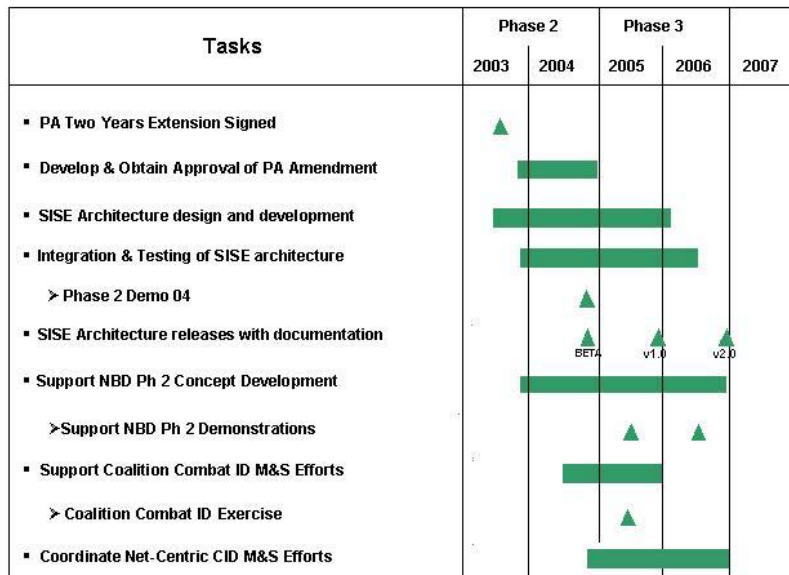 Tasks
Phase 2 Phase 3
2003 2004 2005 2006 2007
▪ PA Two Years Extension Signed
▪ Develop & Obtain Approval of PA Amendment
▪ SISE Architecture design and development
▪ Integration & Testing of SISE architecture
➢ Phase 2 Demo 04
▪ SISE Architecture releases with documentation
BETA v1.0 v2.0
▪ Support NBD Ph 2 Concept Development
➢Support NBD Ph 2 Demonstrations
▪ Support Coalition Combat ID M&S Efforts
➢ Coalition Combat ID Exercise
▪ Coordinate Net-Centric CID M&S Efforts